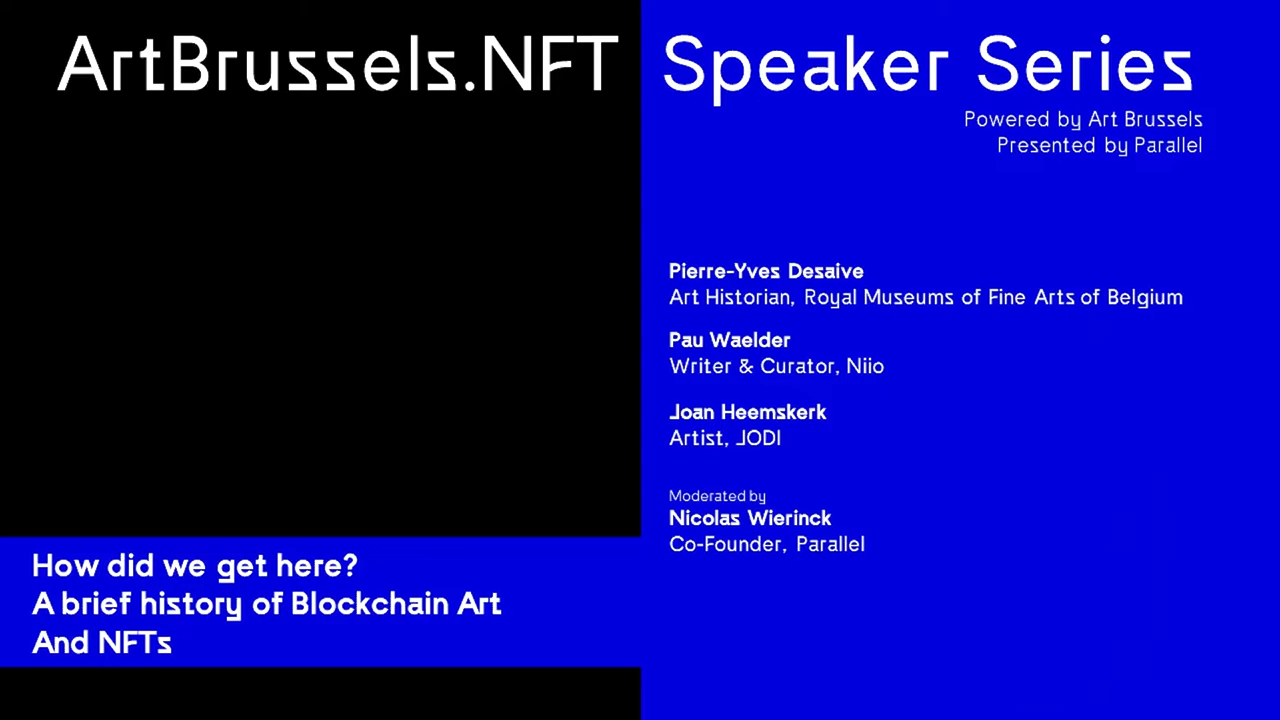 ArtBrussels.NFT Speaker Series
Powered by Art Brussels
Presented by Parallel
Pierre-Yves Desaive
Art Historian, Royal Museums of Fine Arts of Belgium
Pau Waelder
Writer & Curator, Niio
Joan Heemskerk
Artist, JODI
Moderated by
Nicolas Wierinck
Co-Founder, Parallel
How did we get here?
A brief history of Blockchain Art
And NFTs